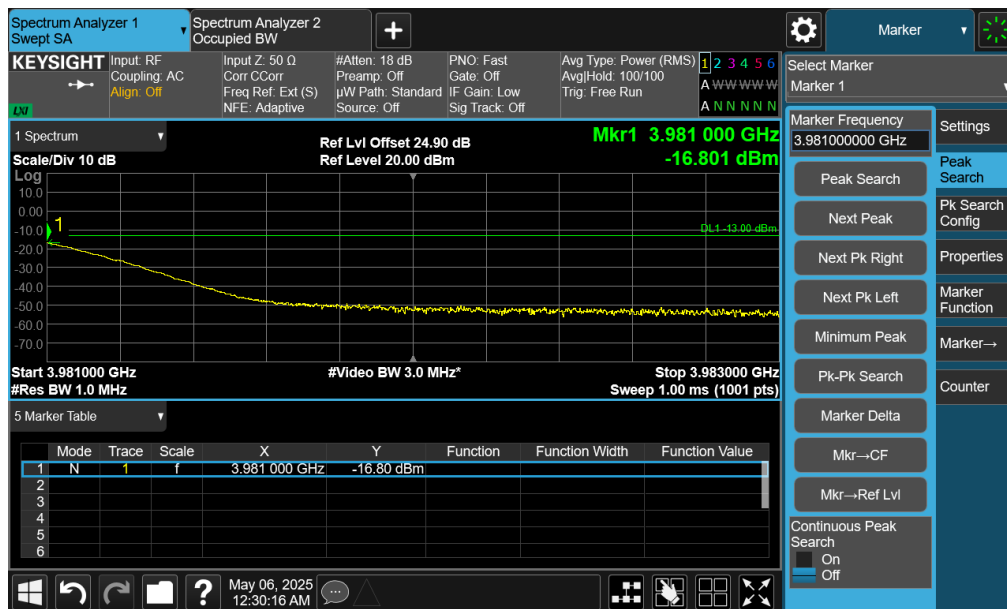 Spectrum Analyzer 1
Swept SA
Spectrum Analyzer 2
Occupied BW
Marker
KEYSIGHT
LXI
Input: RF
Coupling: AC
Align: Off
Input Z: 50 Ω
Corr CCorr
Freq Ref: Ext (S)
NFE: Adaptive
#Atten: 18 dB
Preamp: Off
µW Path: Standard
Source: Off
PNO: Fast
Gate: Off
IF Gain: Low
Sig Track: Off
Avg Type: Power (RMS)
Avg|Hold: 100/100
Trig: Free Run
1 2 3 4 5 6
A W W W W W
A N N N N N
Select Marker
Marker 1
1 Spectrum
Scale/Div 10 dB
Ref Lvl Offset 24.90 dB
Ref Level 20.00 dBm
Mkr1 3.981 000 GHz
-16.801 dBm
Log
10.0
0.00
-10.0
-20.0
-30.0
-40.0
-50.0
-60.0
-70.0
1
DL1 -13.00 dBm
Start 3.981000 GHz
#Res BW 1.0 MHz
#Video BW 3.0 MHz*
Stop 3.983000 GHz
Sweep 1.00 ms (1001 pts)
5 Marker Table
Mode Trace Scale X Y Function Function Width Function Value
1 N 1 f 3.981 000 GHz -16.80 dBm
2
3
4
5
6
Marker Frequency
3.981000000 GHz
Peak Search
Next Peak
Next Pk Right
Next Pk Left
Minimum Peak
Pk-Pk Search
Marker Delta
Mkr→CF
Mkr→Ref Lvl
Continuous Peak
Search
On
Off
Settings
Peak
Search
Pk Search
Config
Properties
Marker
Function
Marker→
Counter
?
May 06, 2025
12:30:16 AM